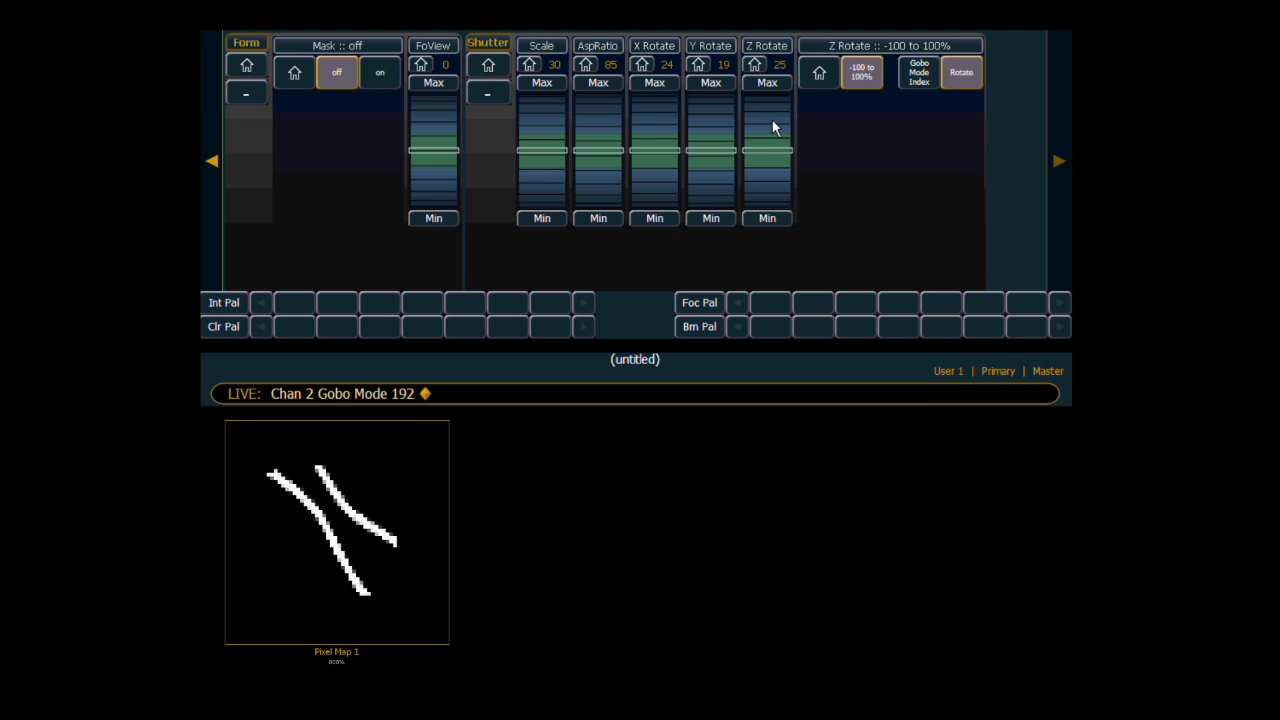 Form Mask :: off FoView Shutter Scale AspRatio X Rotate Y Rotate Z Rotate Z Rotate :: -100 to 100%
0 30 85 24 19 25
off on -100 to 100% Gobo Mode Index Rotate
Max Max Max Max Max Max
- -
Min Min Min Min Min Min
Int Pal Foc Pal
Clr Pal Bm Pal
(untitled)
User 1 | Primary | Master
LIVE: Chan 2 Gobo Mode 192
Pixel Map 1